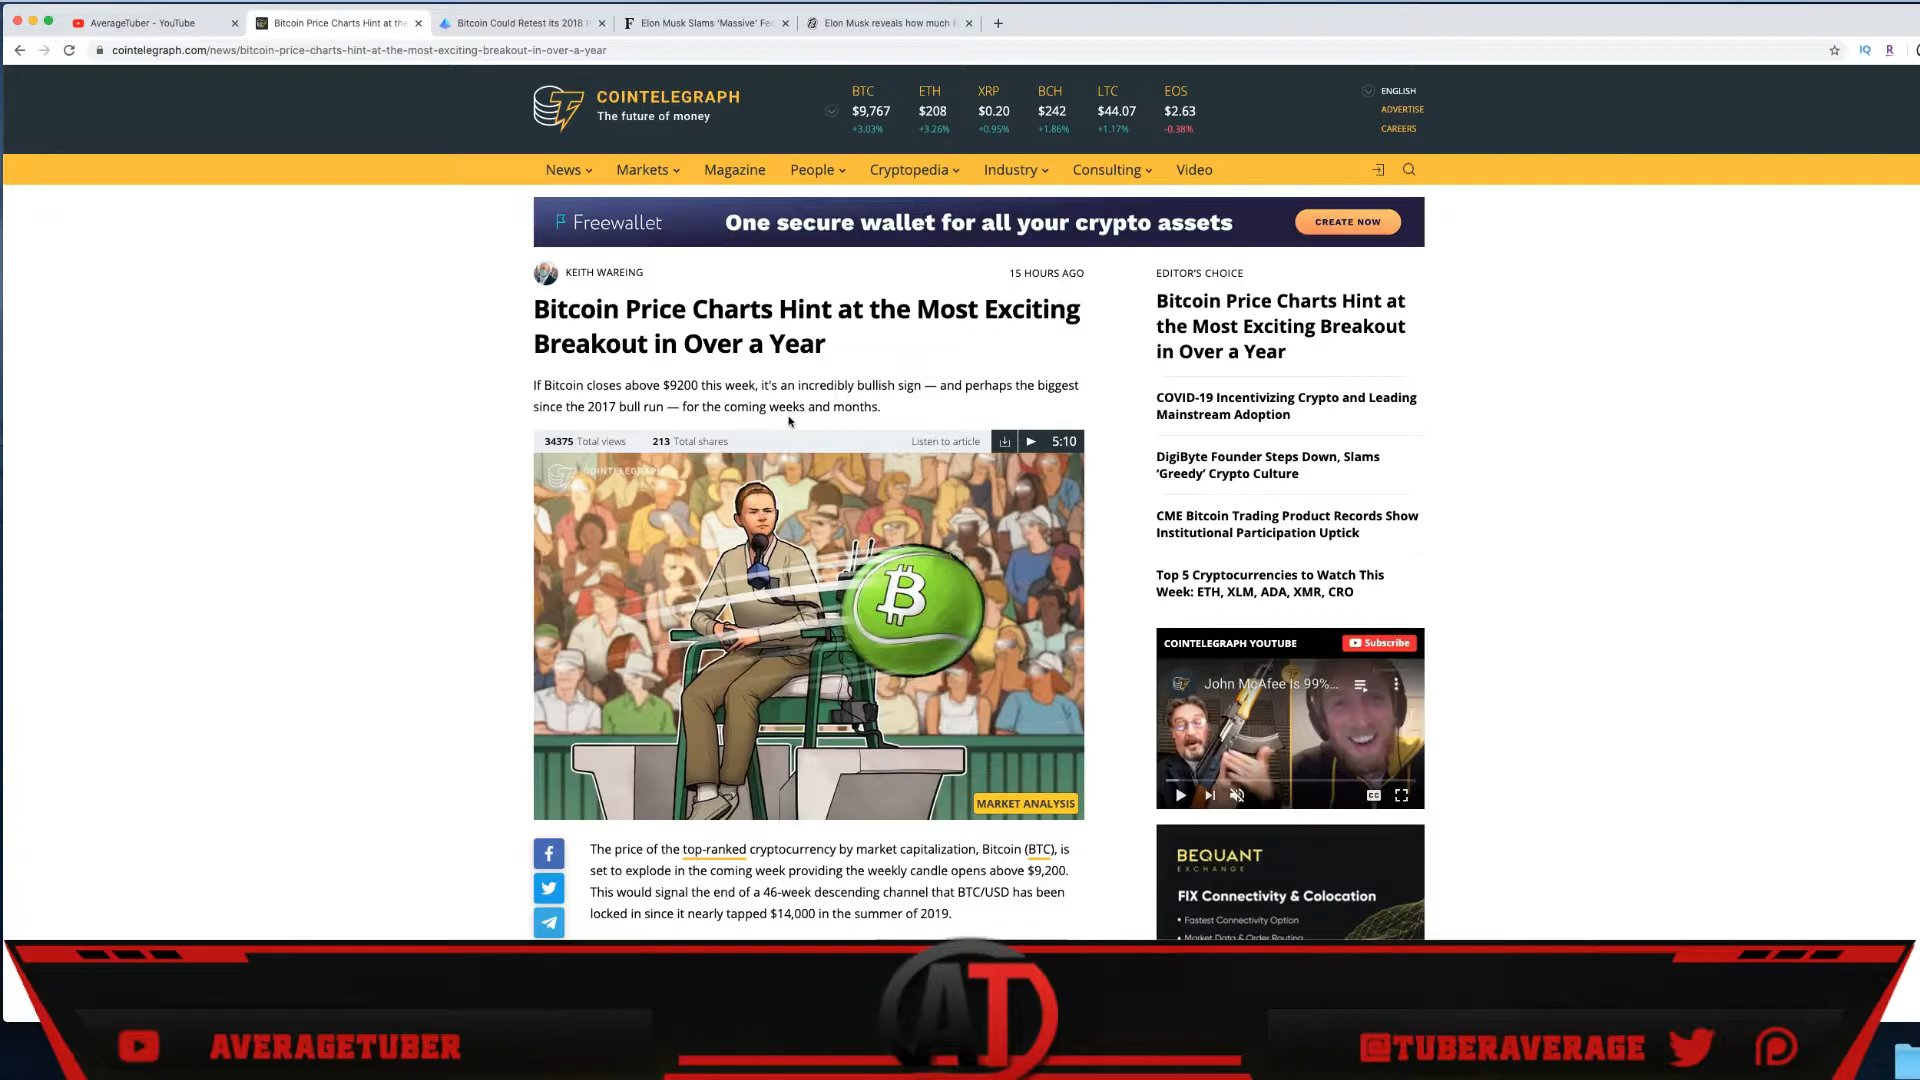 AverageTuber - YouTube
Bitcoin Price Charts Hint at the
Bitcoin Could Retest its 2018
Elon Musk Slams 'Massive' Fe
Elon Musk reveals how much
cointelegraph.com/news/bitcoin-price-charts-hint-at-the-most-exciting-breakout-in-over-a-year
IQ
R
COINTELEGRAPH
The future of money
BTC ETH XRP BCH LTC EOS
$9,767 $208 $0.20 $242 $44.07 $2.63
+3.03% +3.26% +0.95% +1.86% +1.17% -0.38%
ENGLISH
ADVERTISE
CAREERS
News Markets Magazine People Cryptopedia Industry Consulting Video
Freewallet One secure wallet for all your crypto assets CREATE NOW
KEITH WAREING 15 HOURS AGO
Bitcoin Price Charts Hint at the Most Exciting
Breakout in Over a Year
If Bitcoin closes above $9200 this week, it's an incredibly bullish sign — and perhaps the biggest
since the 2017 bull run — for the coming weeks and months.
34375 Total views 213 Total shares Listen to article 5:10
COINTELEGRAPH
MARKET ANALYSIS
The price of the top-ranked cryptocurrency by market capitalization, Bitcoin (BTC), is
set to explode in the coming week providing the weekly candle opens above $9,200.
This would signal the end of a 46-week descending channel that BTC/USD has been
locked in since it nearly tapped $14,000 in the summer of 2019.
EDITOR'S CHOICE
Bitcoin Price Charts Hint at
the Most Exciting Breakout
in Over a Year
COVID-19 Incentivizing Crypto and Leading
Mainstream Adoption
DigiByte Founder Steps Down, Slams
'Greedy' Crypto Culture
CME Bitcoin Trading Product Records Show
Institutional Participation Uptick
Top 5 Cryptocurrencies to Watch This
Week: ETH, XLM, ADA, XMR, CRO
COINTELEGRAPH YOUTUBE Subscribe
John McAfee Is 99%...
CC
BEQUANT
EXCHANGE
FIX Connectivity & Colocation
• Fastest Connectivity Option
• Market Data & Order Routing
AT
AVERAGETUBER
@TUBERAVERAGE